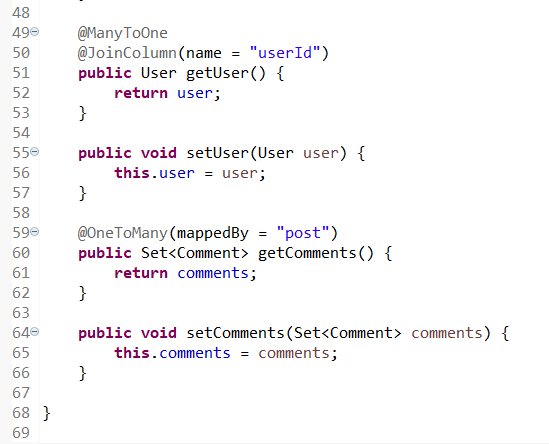 48
49 @ManyToOne
50 @JoinColumn(name = "userId")
51 public User getUser() {
52 return user;
53 }
54
55 public void setUser(User user) {
56 this.user = user;
57 }
58
59 @OneToMany(mappedBy = "post")
60 public Set<Comment> getComments() {
61 return comments;
62 }
63
64 public void setComments(Set<Comment> comments) {
65 this.comments = comments;
66 }
67
68 }
69